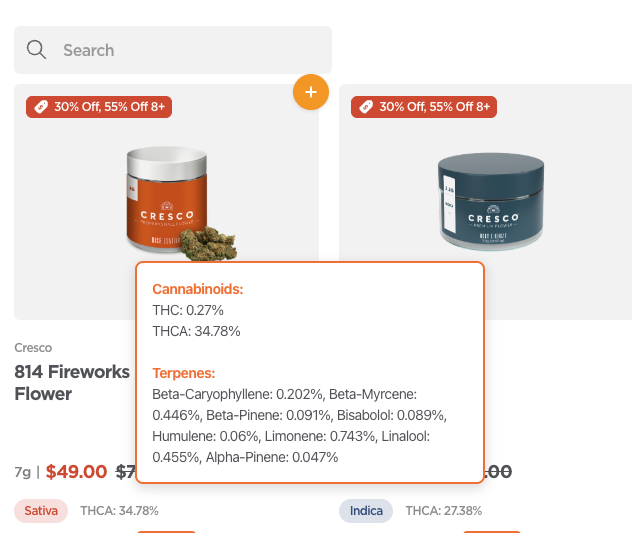 Search
30% Off, 55% Off 8+
+
30% Off, 55% Off 8+
CRESCO
CRESCO
PREMIUM FLOWER
Cannabinoids:
THC: 0.27%
THCA: 34.78%
Terpenes:
Beta-Caryophyllene: 0.202%, Beta-Myrcene:
0.446%, Beta-Pinene: 0.091%, Bisabolol: 0.089%,
Humulene: 0.06%, Limonene: 0.743%, Linalool:
0.455%, Alpha-Pinene: 0.047%
Cresco
814 Fireworks
Flower
7g | $49.00 $7
.00
Sativa THCA: 34.78%
Indica THCA: 27.38%